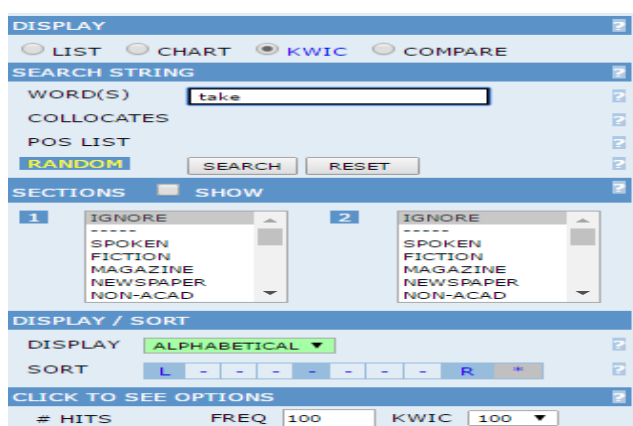 DISPLAY ?
LIST CHART KWIC COMPARE
SEARCH STRING ?
WORD(S) take ?
COLLOCATES ?
POS LIST ?
RANDOM SEARCH RESET ?
SECTIONS SHOW ?
1 IGNORE 2 IGNORE
----- -----
SPOKEN SPOKEN
FICTION FICTION
MAGAZINE MAGAZINE
NEWSPAPER NEWSPAPER
NON-ACAD NON-ACAD
DISPLAY / SORT
DISPLAY ALPHABETICAL ▼ ?
SORT L - - - - - - - R * ?
CLICK TO SEE OPTIONS ?
# HITS FREQ 100 KWIC 100 ▼